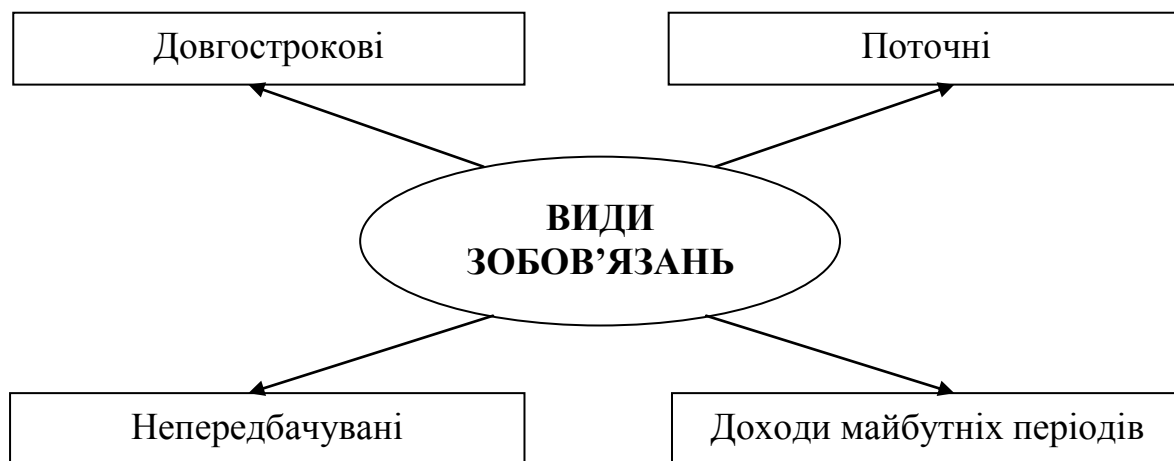 Довгострокові
Поточні
ВИДИ
ЗОБОВ’ЯЗАНЬ
Непередбачувані
Доходи майбутніх періодів